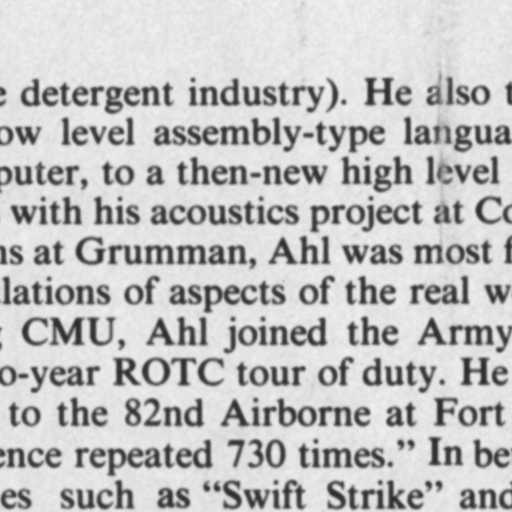 detergent industry). He also
ow level assembly-type langua
puter, to a then-new high level
with his acoustics project at Co
ns at Grumman, Ahl was most f
lations of aspects of the real w
CMU, Ahl joined the Army
o-year ROTC tour of duty. He
to the 82nd Airborne at Fort
ence repeated 730 times.” In be
es such as “Swift Strike” and